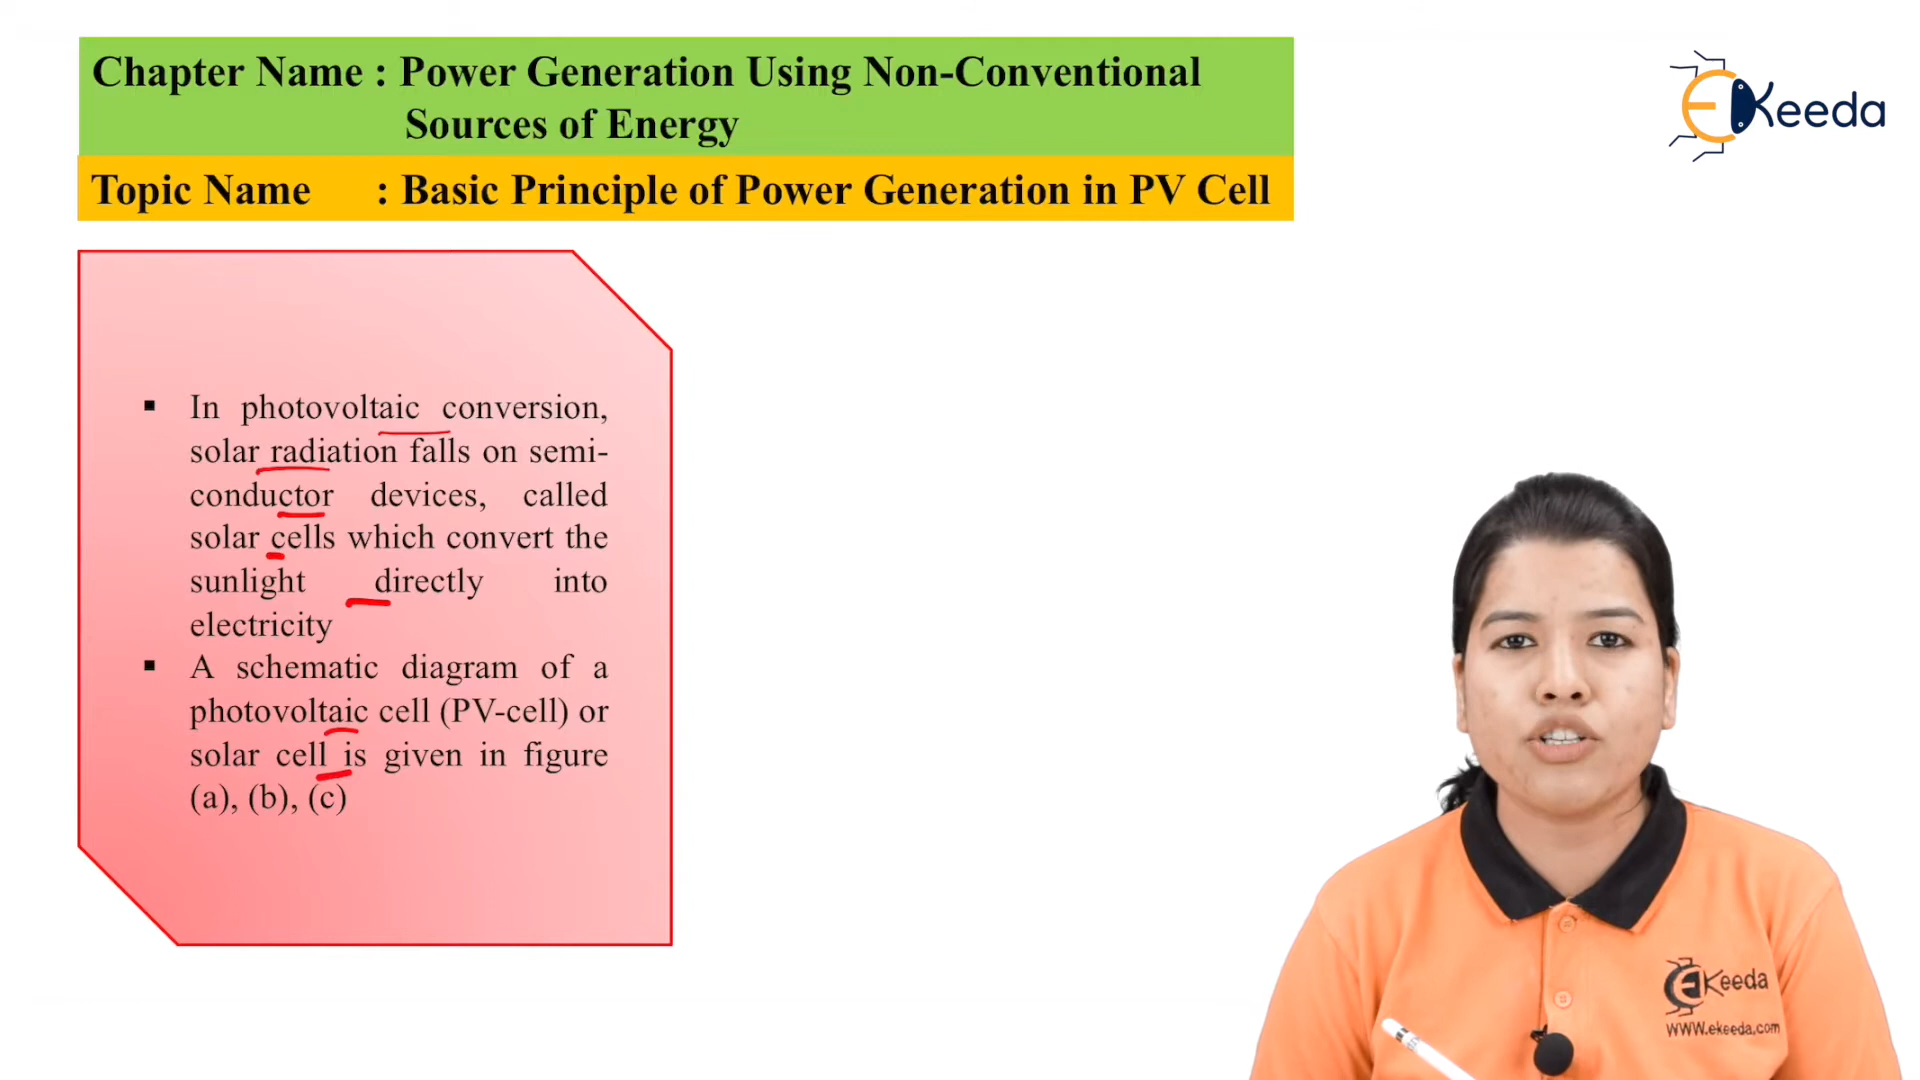 Chapter Name : Power Generation Using Non-Conventional
Sources of Energy
Topic Name : Basic Principle of Power Generation in PV Cell
EKeeda
▪ In photovoltaic conversion,
solar radiation falls on semi-
conductor devices, called
solar cells which convert the
sunlight directly into
electricity
▪ A schematic diagram of a
photovoltaic cell (PV-cell) or
solar cell is given in figure
(a), (b), (c)
EKeeda
WWW.ekeeda.com